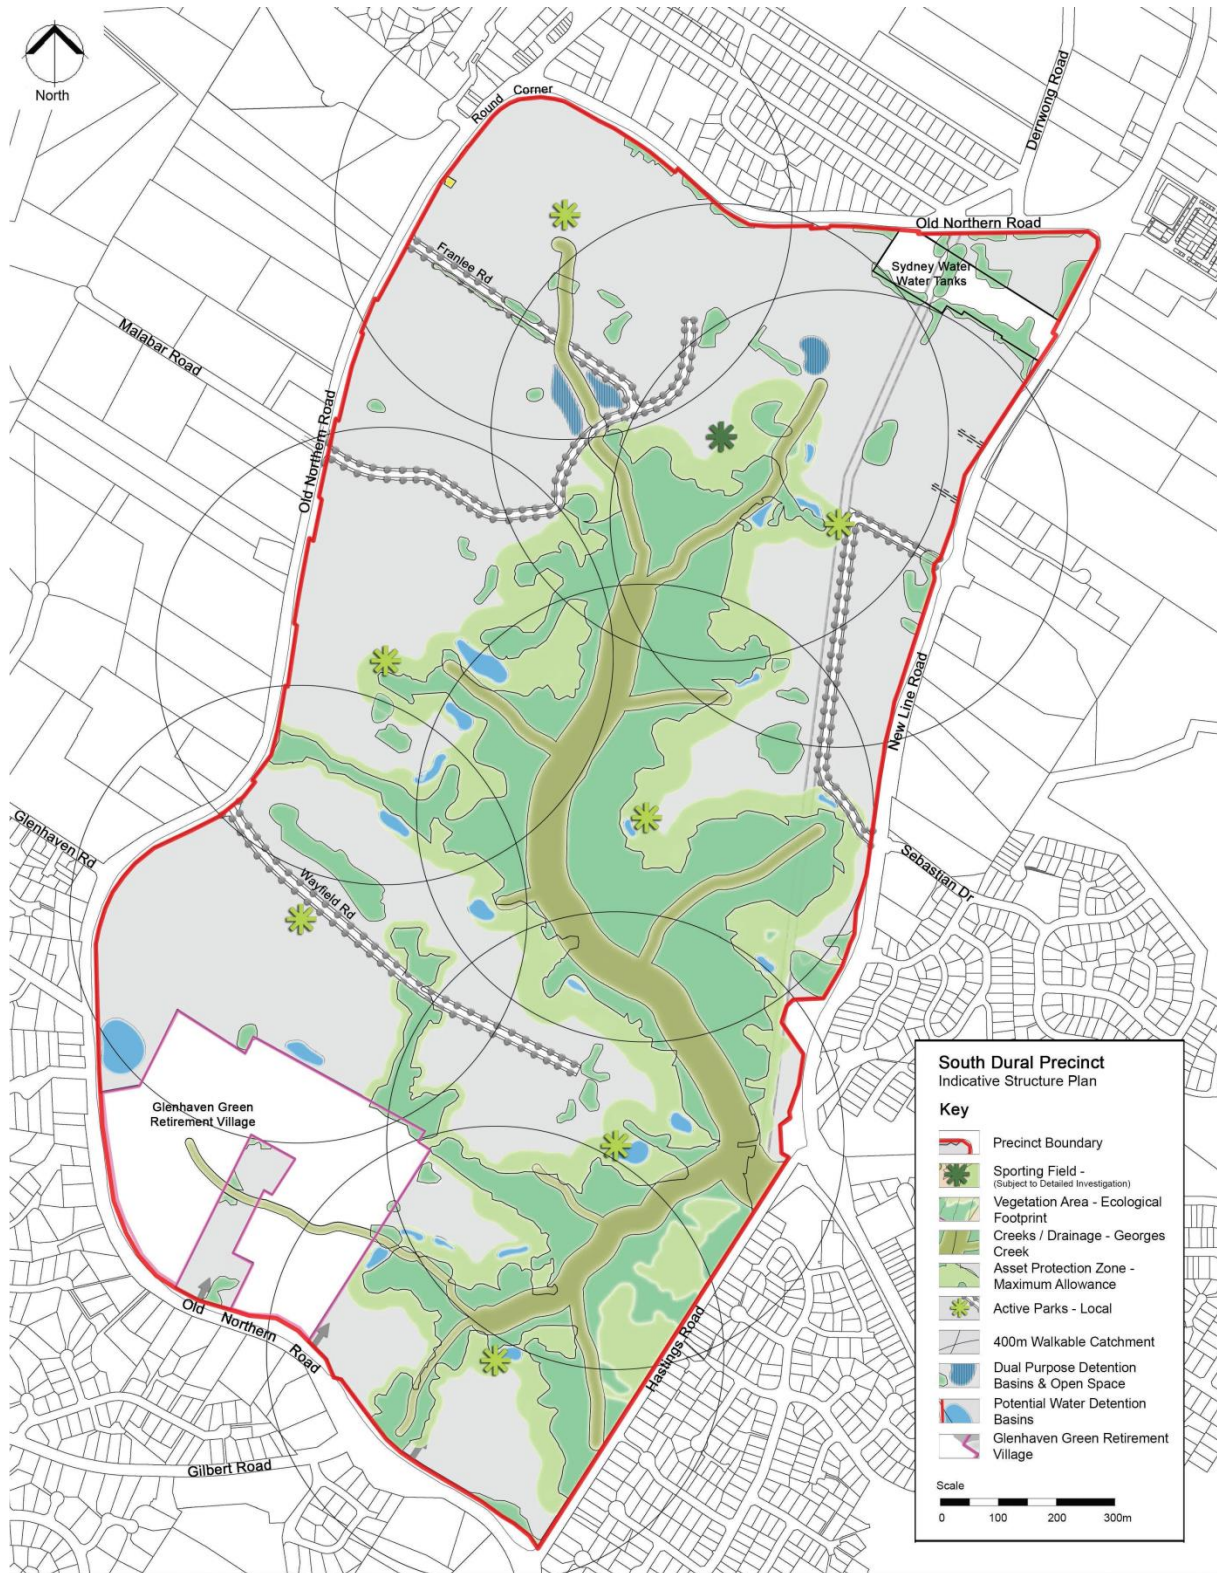 North
Round Corner
Derrwong Road
Old Northern Road
Sydney Water
Water Tanks
Franlee Rd
Malabar Road
Old Northern Road
New Line Road
Glenhaven Rd
Sebastian Dr
Wayfield Rd
Glenhaven Green
Retirement Village
Old Northern Road
Hastings Road
Gilbert Road
South Dural Precinct
Indicative Structure Plan
Key
Precinct Boundary
Sporting Field -
(Subject to Detailed Investigation)
Vegetation Area - Ecological
Footprint
Creeks / Drainage - Georges
Creek
Asset Protection Zone -
Maximum Allowance
Active Parks - Local
400m Walkable Catchment
Dual Purpose Detention
Basins & Open Space
Potential Water Detention
Basins
Glenhaven Green Retirement
Village
Scale
0 100 200 300m